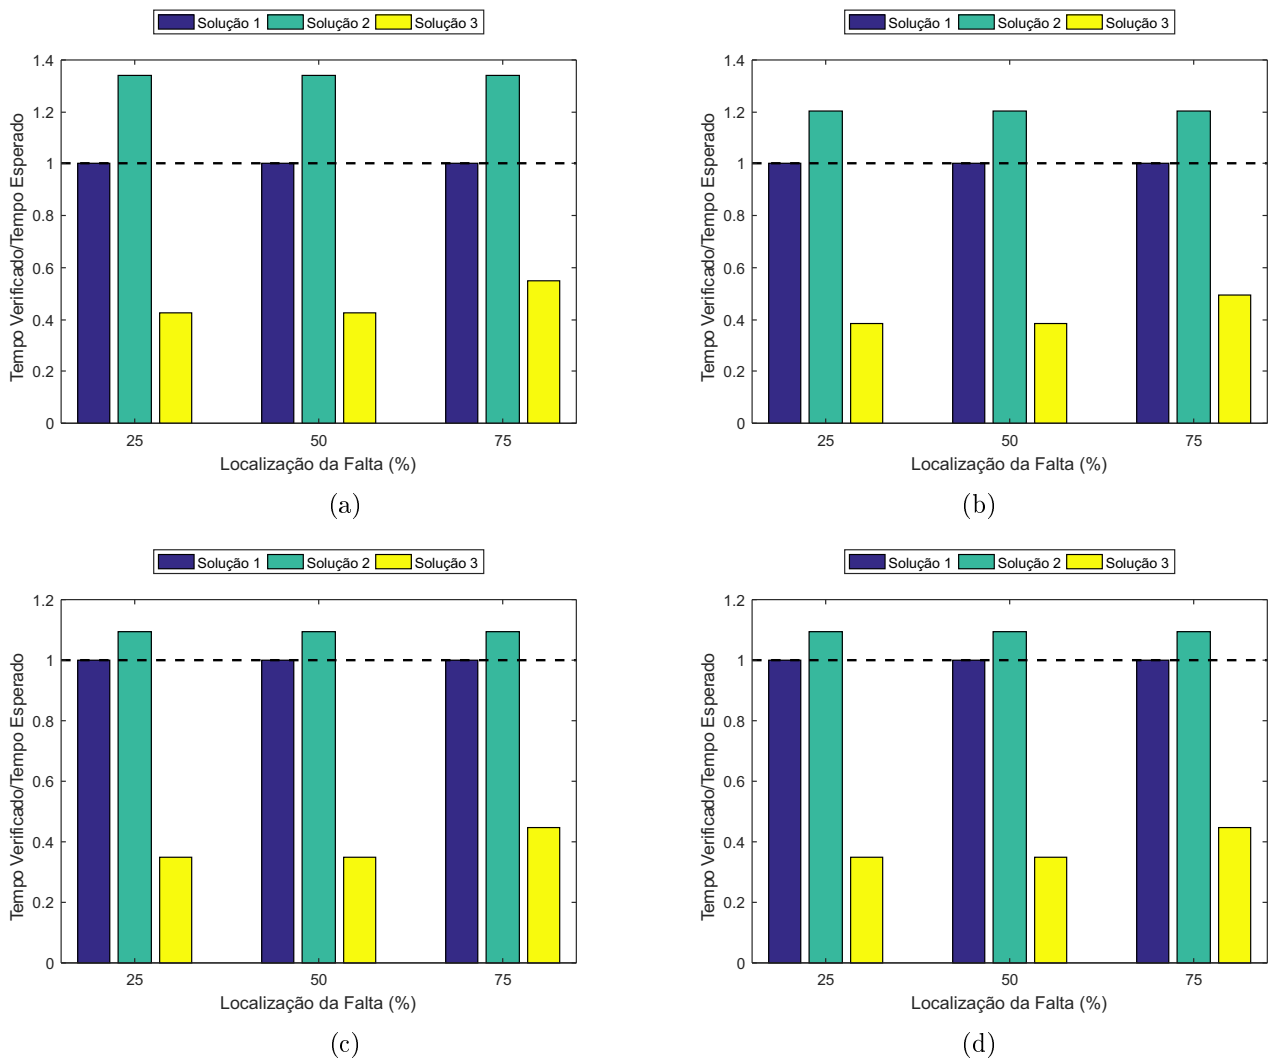 Solução 1 Solução 2 Solução 3
1.4
1.2
1
0.8
0.6
0.4
0.2
0
Tempo Verificado/Tempo Esperado
25 50 75
Localização da Falta (%)
(a)
Solução 1 Solução 2 Solução 3
1.4
1.2
1
0.8
0.6
0.4
0.2
0
Tempo Verificado/Tempo Esperado
25 50 75
Localização da Falta (%)
(b)
Solução 1 Solução 2 Solução 3
1.2
1
0.8
0.6
0.4
0.2
0
Tempo Verificado/Tempo Esperado
25 50 75
Localização da Falta (%)
(c)
Solução 1 Solução 2 Solução 3
1.2
1
0.8
0.6
0.4
0.2
0
Tempo Verificado/Tempo Esperado
25 50 75
Localização da Falta (%)
(d)